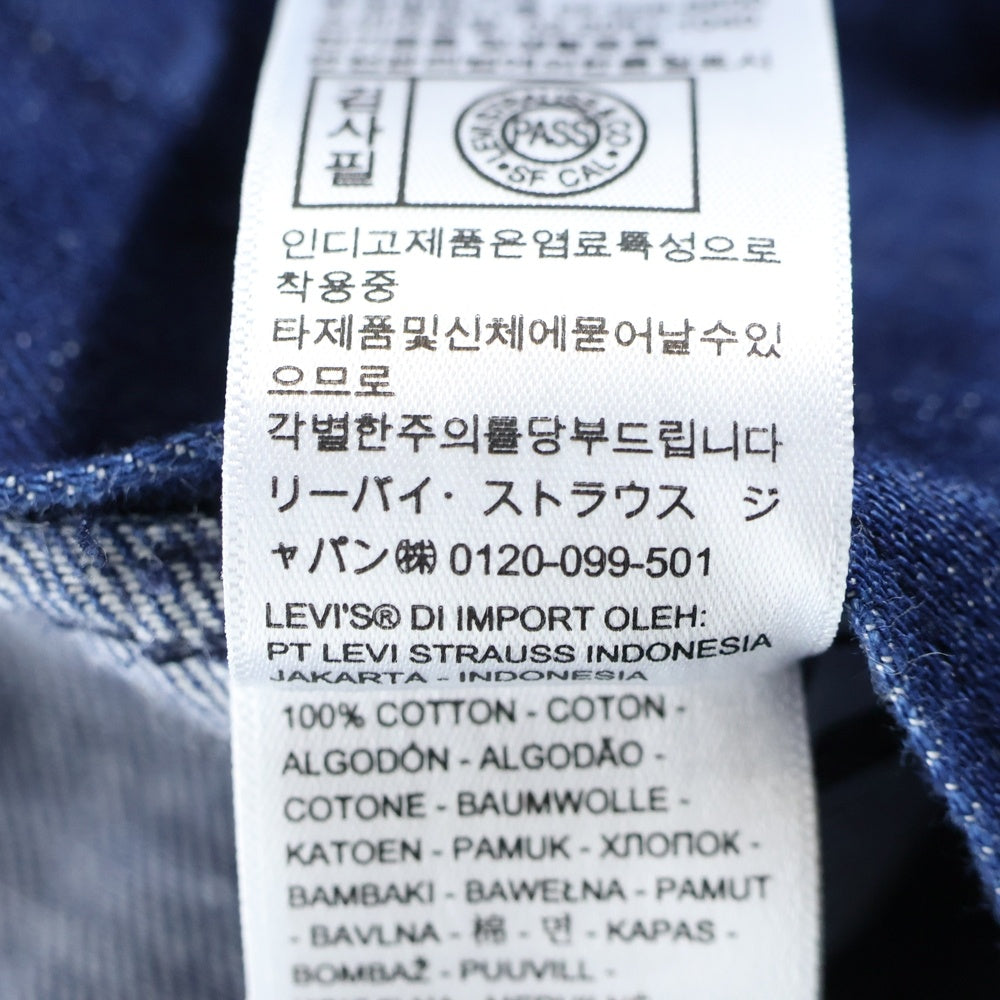 검사필
LEVI STRAUSS & CO
PASS
SF CAL.
인디고제품은염료특성으로
착용중
타제품및신체에묻어날수있
으므로
각별한주의를당부드립니다
リーバイ・ストラウス ジ
ャパン㈱ 0120-099-501
LEVI'S® DI IMPORT OLEH:
PT LEVI STRAUSS INDONESIA
JAKARTA - INDONESIA
100% COTTON - COTON -
ALGODÓN - ALGODÃO -
COTONE - BAUMWOLLE -
KATOEN - PAMUK - ХЛОПОК -
BAMBAKI - BAWEŁNA - PAMUT
- BAVLNA - 棉 - 면 - KAPAS -
BOMBAŽ - PUUVILL -